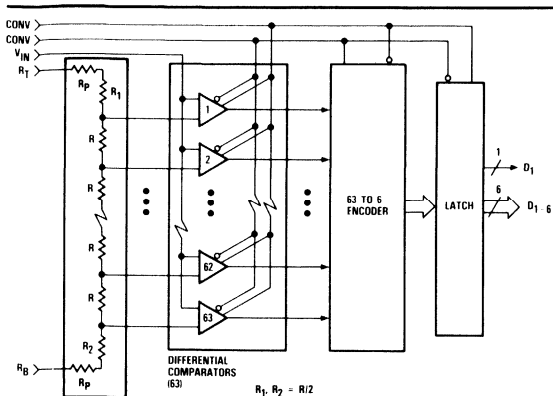 CONV
CONV
VIN
RT
RP
R1
R
R
R
R
R2
RP
RB
1
2
62
63
DIFFERENTIAL
COMPARATORS
(63)
63 TO 6
ENCODER
LATCH
1
D1
6
D1-6
R1, R2 = R/2